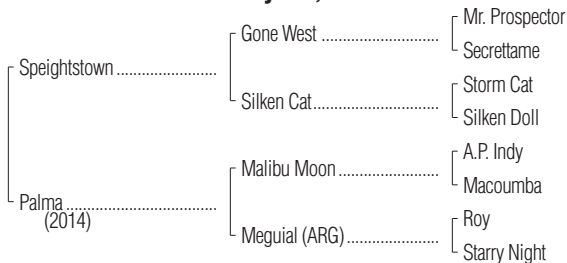 Mr. Prospector
Gone West ..............................
Secrettame
Speightstown .........................
Storm Cat
Silken Cat................................
Silken Doll
A.P. Indy
Malibu Moon .........................
Macoumba
Palma ......................................
(2014)
Roy
Meguial (ARG).......................
Starry Night